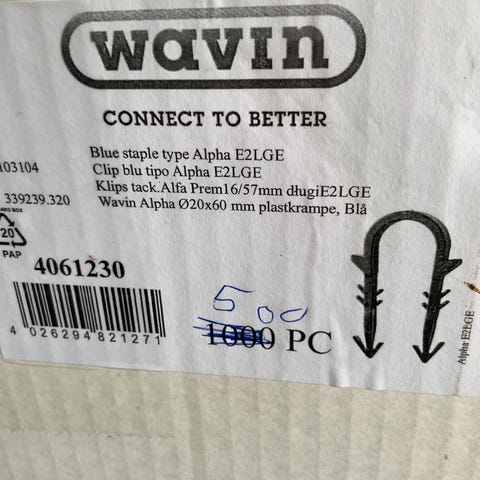 wavin
CONNECT TO BETTER
Blue staple type Alpha E2LGE
103104
Clip blu tipo Alpha E2LGE
Klips tack.Alfa Prem16/57mm długiE2LGE
339239.320
Wavin Alpha Ø20x60 mm plastkrampe, Blå
20
PAP
4061230
500
1000 PC
4 026294 821271
Alpha E2LGE